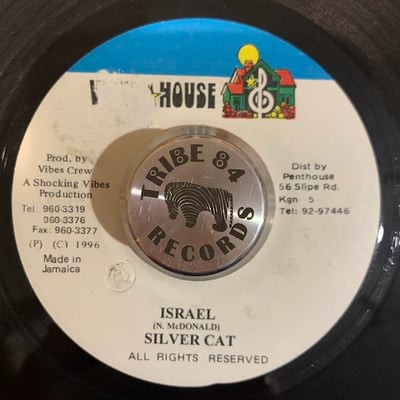 HOUSE
Prod. by
Vibes Crew
A Shocking Vibes
Production
Tel: 960-3319
960-3376
Fax: 960-3377
(P) (C) 1996
Made in
Jamaica
TRIBE 84
RECORDS
Dist by
Penthouse
56 Slipe Rd.
Kgn 5
Tel: 92-97446
ISRAEL
(N. McDONALD)
SILVER CAT
ALL RIGHTS RESERVED